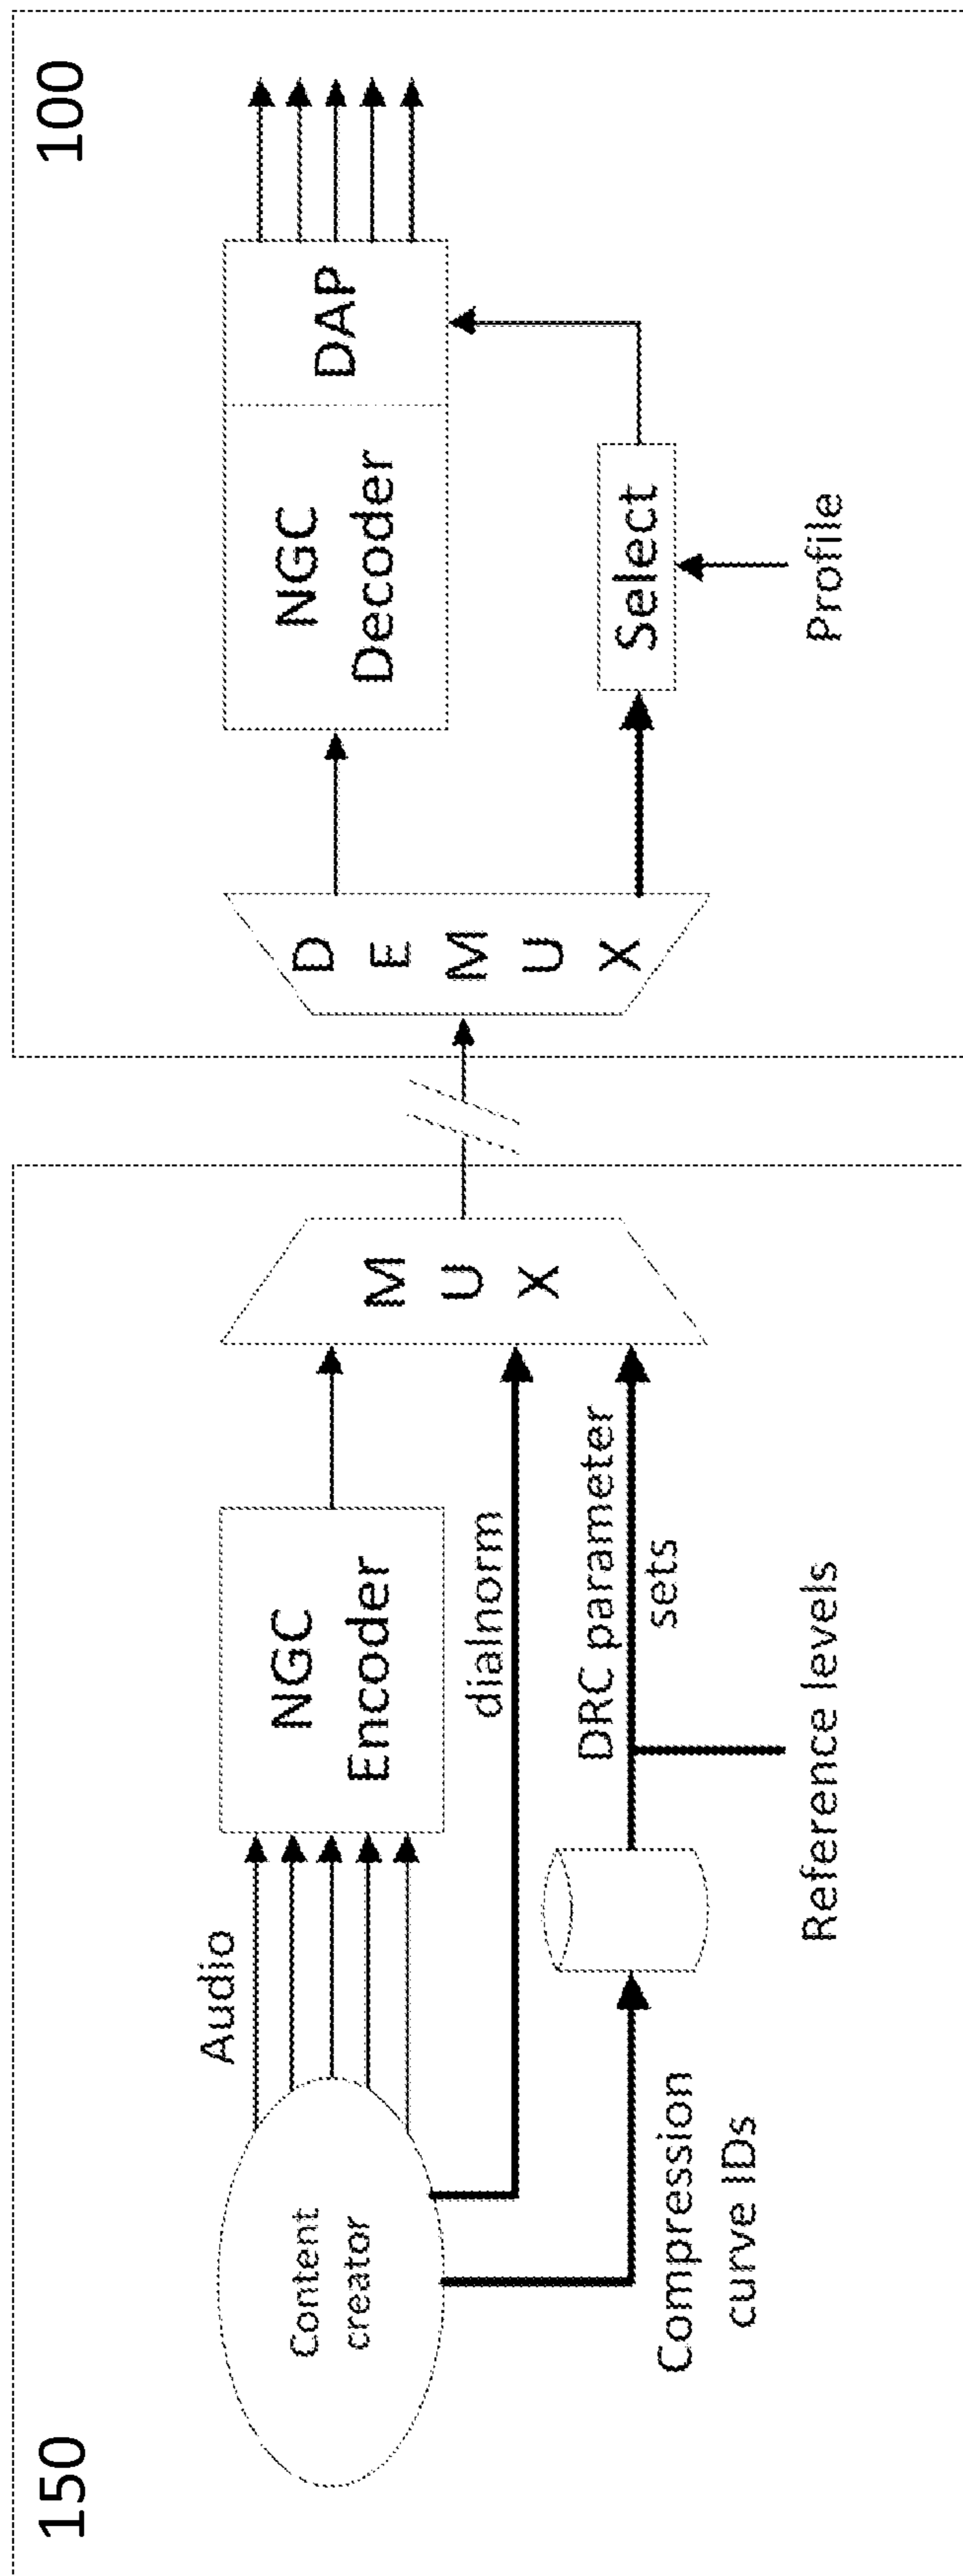 150
Content
creator
Audio
NGC
Encoder
dialnorm
Compression
curve IDs
DRC parameter
sets
Reference levels
M
U
X
100
D
E
M
U
X
NGC
Decoder
DAP
Select
Profile